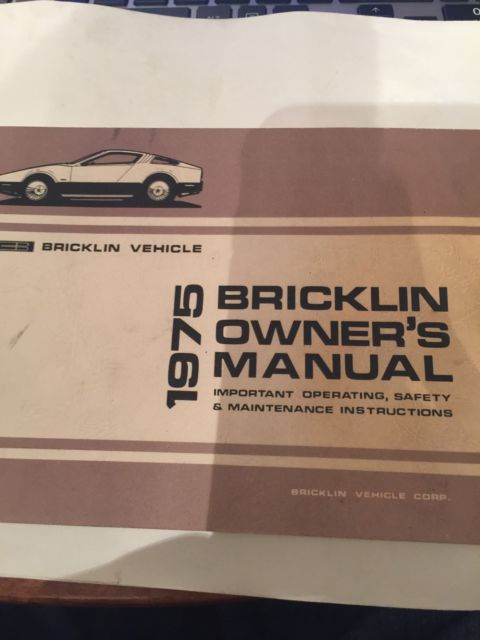 BRICKLIN VEHICLE
1975
BRICKLIN
OWNER'S
MANUAL
IMPORTANT OPERATING, SAFETY
& MAINTENANCE INSTRUCTIONS
BRICKLIN VEHICLE CORP.